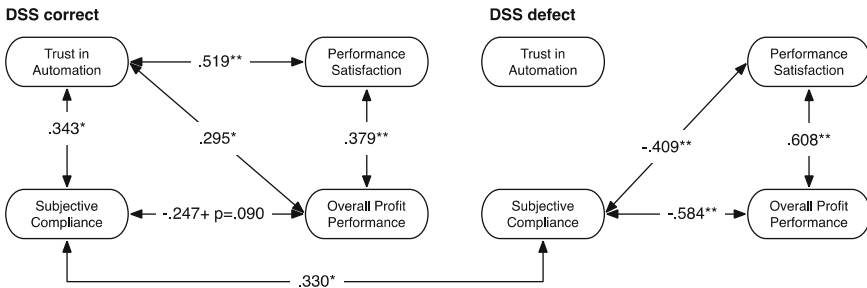 DSS correct
DSS defect
Trust in
Automation
.519**
Performance
Satisfaction
Trust in
Automation
Performance
Satisfaction
.343*
.295*
.379**
-.409**
.608**
Subjective
Compliance
-.247+ p=.090
Overall Profit
Performance
Subjective
Compliance
-.584**
Overall Profit
Performance
.330*